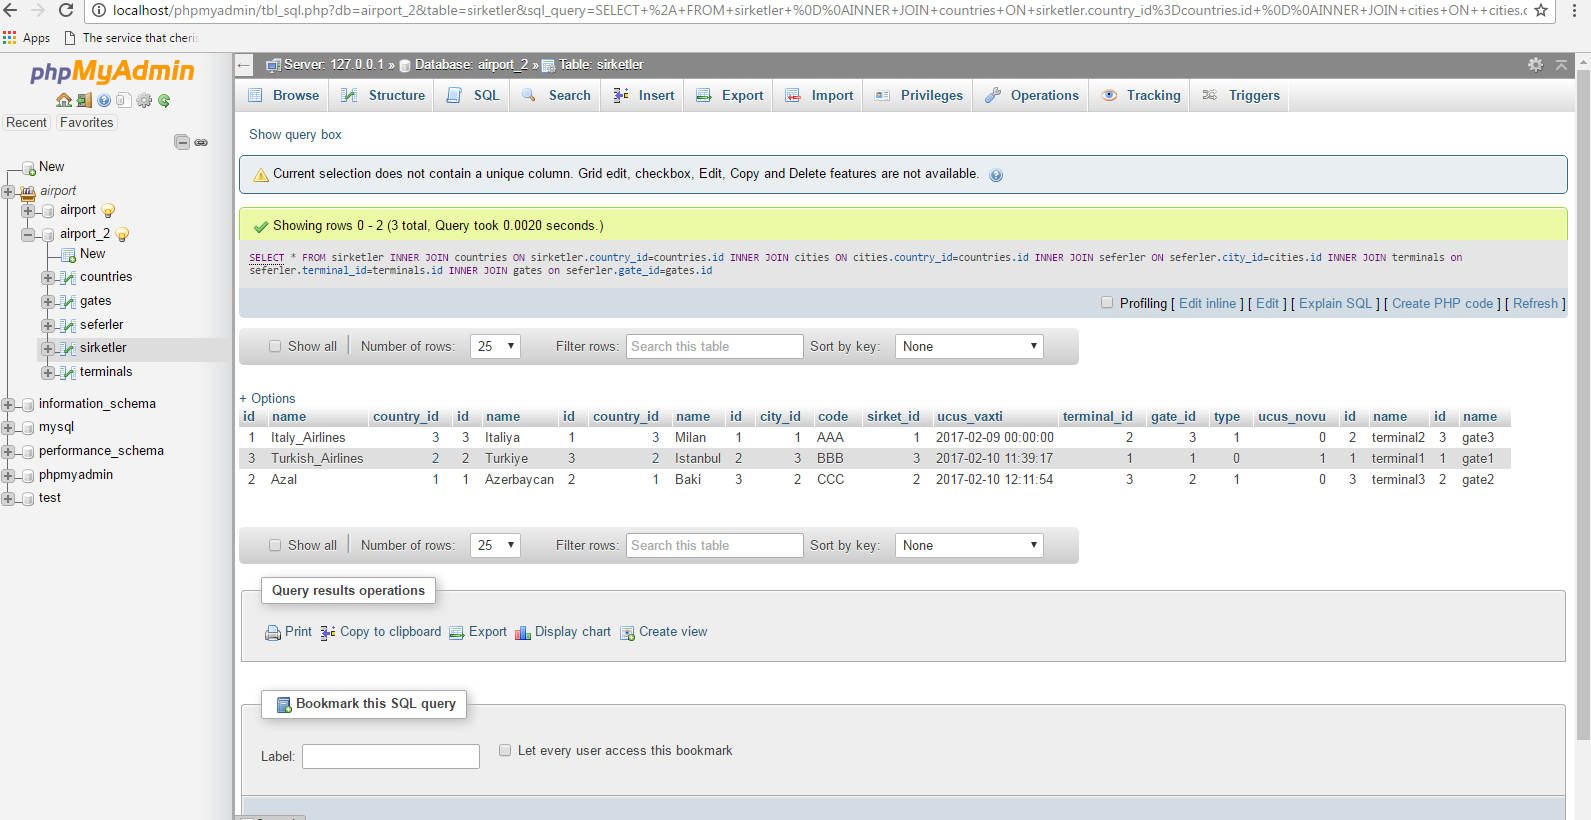 localhost/phpmyadmin/tbl_sql.php?db=airport_2&table=sirketler&sql_query=SELECT+%2A+FROM+sirketler+%0D%0AINNER+JOIN+countries+ON+sirketler.country_id%3Dcountries.id+%0D%0AINNER+JOIN+cities+ON++cities.c
Apps The service that cheris
phpMyAdmin
Recent Favorites
New
airport
airport
airport_2
New
countries
gates
seferler
sirketler
terminals
information_schema
mysql
performance_schema
phpmyadmin
test
Server: 127.0.0.1 » Database: airport_2 » Table: sirketler
Browse Structure SQL Search Insert Export Import Privileges Operations Tracking Triggers
Show query box
Current selection does not contain a unique column. Grid edit, checkbox, Edit, Copy and Delete features are not available.
Showing rows 0 - 2 (3 total, Query took 0.0020 seconds.)
SELECT * FROM sirketler INNER JOIN countries ON sirketler.country_id=countries.id INNER JOIN cities ON cities.country_id=countries.id INNER JOIN seferler ON seferler.city_id=cities.id INNER JOIN terminals on
seferler.terminal_id=terminals.id INNER JOIN gates on seferler.gate_id=gates.id
Profiling [ Edit inline ] [ Edit ] [ Explain SQL ] [ Create PHP code ] [ Refresh ]
Show all Number of rows: 25 Filter rows: Search this table Sort by key: None
+ Options
id name country_id id name id country_id name id city_id code sirket_id ucus_vaxti terminal_id gate_id type ucus_novu id name id name
1 Italy_Airlines 3 3 Italiya 1 3 Milan 1 1 AAA 1 2017-02-09 00:00:00 2 3 1 0 2 terminal2 3 gate3
3 Turkish_Airlines 2 2 Turkiye 3 2 Istanbul 2 3 BBB 3 2017-02-10 11:39:17 1 1 0 1 1 terminal1 1 gate1
2 Azal 1 1 Azerbaycan 2 1 Baki 3 2 CCC 2 2017-02-10 12:11:54 3 2 1 0 3 terminal3 2 gate2
Show all Number of rows: 25 Filter rows: Search this table Sort by key: None
Query results operations
Print Copy to clipboard Export Display chart Create view
Bookmark this SQL query
Label: Let every user access this bookmark